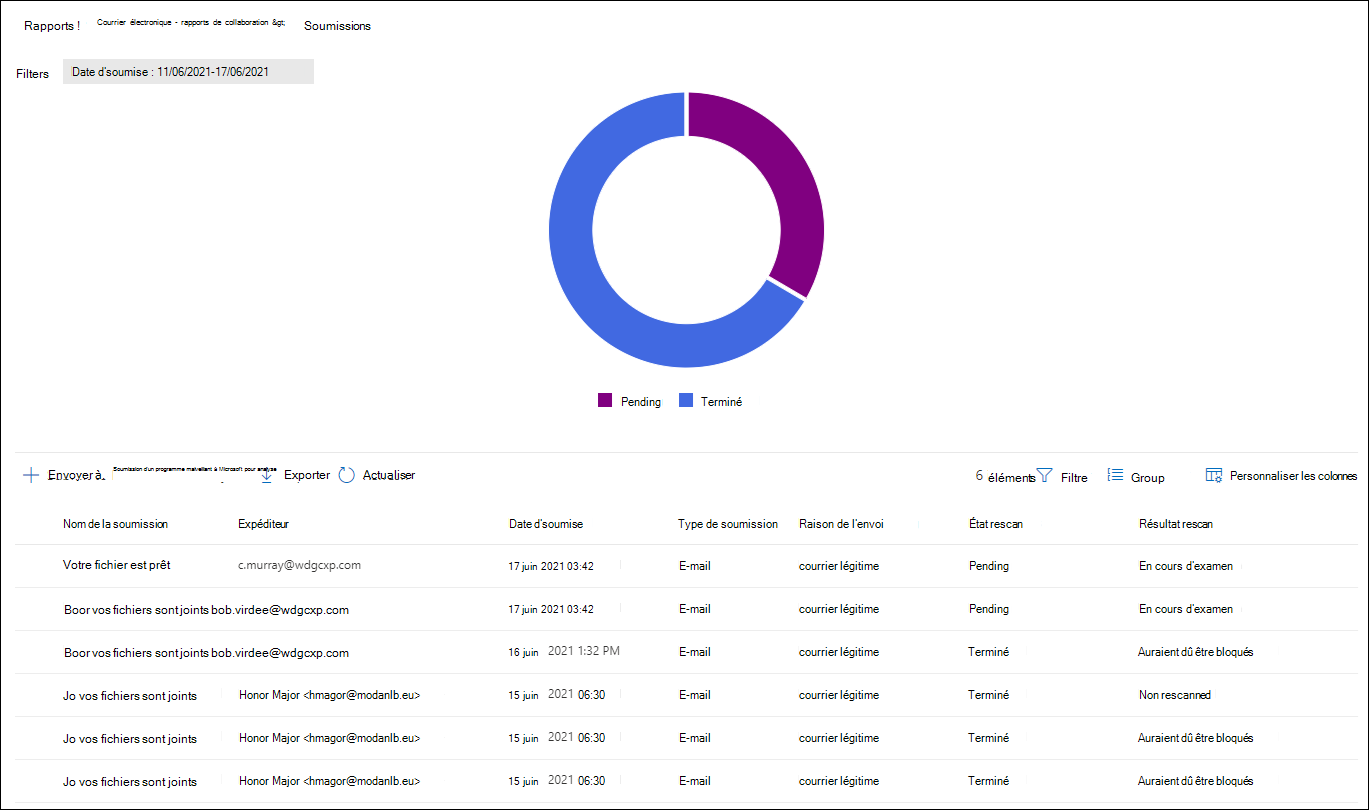 Rapports ! Courrier électronique - rapports de collaboration &gt; Soumissions
Filters Date d'soumise : 11/06/2021-17/06/2021
Pending Terminé
Envoyer à. Soumission d'un programme malveillant à Microsoft pour analyse Exporter Actualiser 6 éléments Filtre Group Personnaliser les colonnes
Nom de la soumission Expéditeur Date d'soumise Type de soumission Raison de l'envoi État rescan Résultat rescan
Votre fichier est prêt c.murray@wdgcxp.com 17 juin 2021 03:42 E-mail courrier légitime Pending En cours d'examen
Boor vos fichiers sont joints bob.virdee@wdgcxp.com 17 juin 2021 03:42 E-mail courrier légitime Pending En cours d'examen
Boor vos fichiers sont joints bob.virdee@wdgcxp.com 16 juin 2021 1:32 PM E-mail courrier légitime Terminé Auraient dû être bloqués
Jo vos fichiers sont joints Honor Major <hmagor@modanlb.eu> 15 juin 2021 06:30 E-mail courrier légitime Terminé Non rescanned
Jo vos fichiers sont joints Honor Major <hmagor@modanlb.eu> 15 juin 2021 06:30 E-mail courrier légitime Terminé Auraient dû être bloqués
Jo vos fichiers sont joints Honor Major <hmagor@modanlb.eu> 15 juin 2021 06:30 E-mail courrier légitime Terminé Auraient dû être bloqués